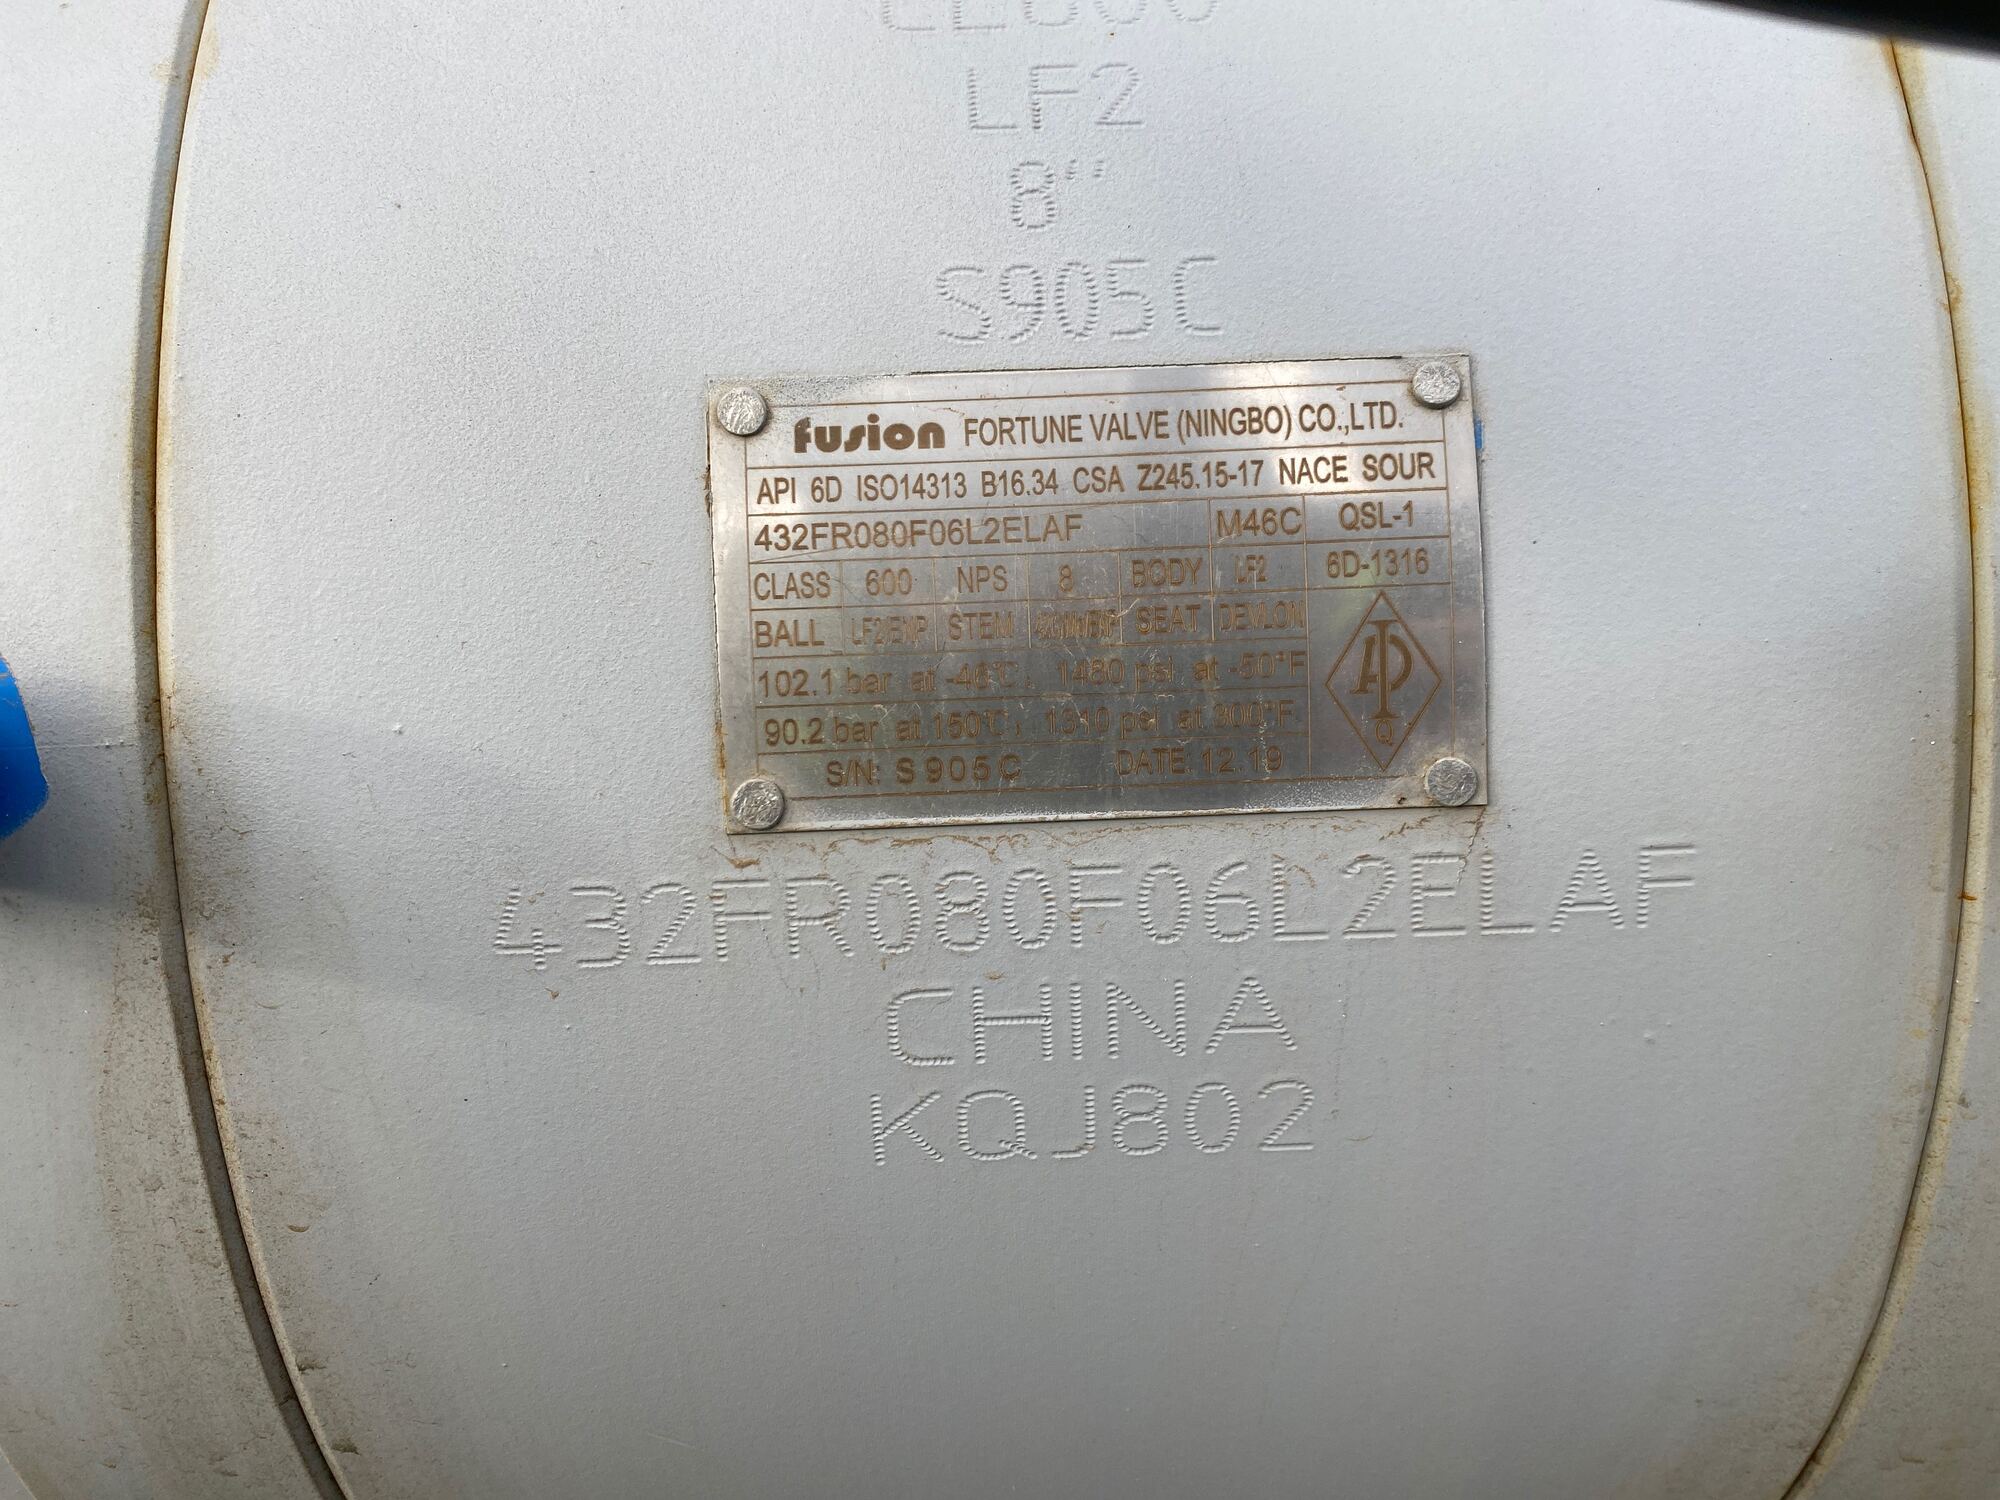 LF2
8"
S905C
fusion FORTUNE VALVE (NINGBO) CO.,LTD.
API 6D ISO14313 B16.34 CSA Z245.15-17 NACE SOUR
432FR080F06L2ELAF M46C QSL-1
CLASS 600 NPS 8 BODY LF2 6D-1316
BALL LF2/ENP STEM SEAT DEVLON
102.1 bar at -46℃, 1480 psi at -50°F
90.2 bar at 150℃, 1310 psi at 300°F
S/N: S905C DATE: 12.19
API
Q
432FR080F06L2ELAF
CHINA
KQJ802